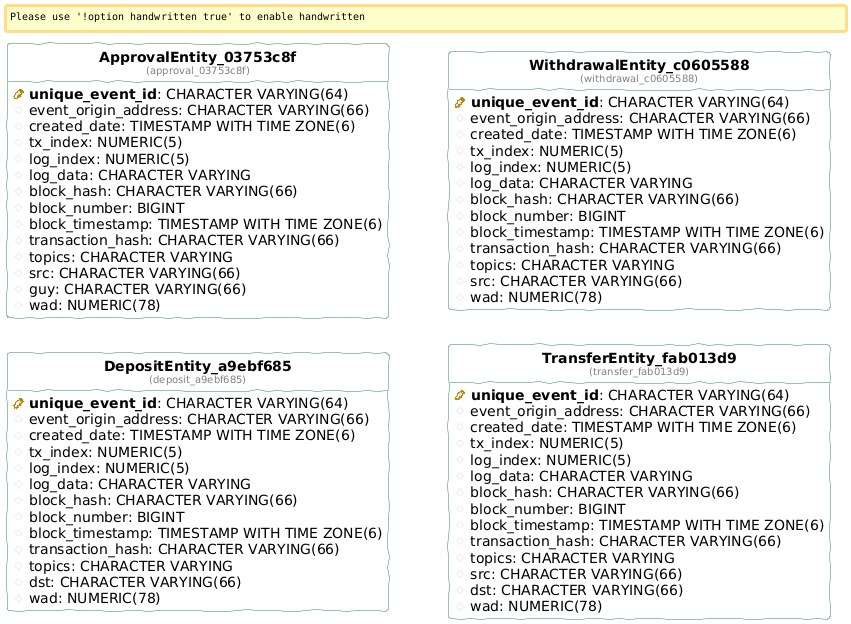 Please use '!option handwritten true' to enable handwritten
ApprovalEntity_03753c8f
(approval_03753c8f)
unique_event_id: CHARACTER VARYING(64)
event_origin_address: CHARACTER VARYING(66)
created_date: TIMESTAMP WITH TIME ZONE(6)
tx_index: NUMERIC(5)
log_index: NUMERIC(5)
log_data: CHARACTER VARYING
block_hash: CHARACTER VARYING(66)
block_number: BIGINT
block_timestamp: TIMESTAMP WITH TIME ZONE(6)
transaction_hash: CHARACTER VARYING(66)
topics: CHARACTER VARYING
src: CHARACTER VARYING(66)
guy: CHARACTER VARYING(66)
wad: NUMERIC(78)
WithdrawalEntity_c0605588
(withdrawal_c0605588)
unique_event_id: CHARACTER VARYING(64)
event_origin_address: CHARACTER VARYING(66)
created_date: TIMESTAMP WITH TIME ZONE(6)
tx_index: NUMERIC(5)
log_index: NUMERIC(5)
log_data: CHARACTER VARYING
block_hash: CHARACTER VARYING(66)
block_number: BIGINT
block_timestamp: TIMESTAMP WITH TIME ZONE(6)
transaction_hash: CHARACTER VARYING(66)
topics: CHARACTER VARYING
src: CHARACTER VARYING(66)
wad: NUMERIC(78)
DepositEntity_a9ebf685
(deposit_a9ebf685)
unique_event_id: CHARACTER VARYING(64)
event_origin_address: CHARACTER VARYING(66)
created_date: TIMESTAMP WITH TIME ZONE(6)
tx_index: NUMERIC(5)
log_index: NUMERIC(5)
log_data: CHARACTER VARYING
block_hash: CHARACTER VARYING(66)
block_number: BIGINT
block_timestamp: TIMESTAMP WITH TIME ZONE(6)
transaction_hash: CHARACTER VARYING(66)
topics: CHARACTER VARYING
dst: CHARACTER VARYING(66)
wad: NUMERIC(78)
TransferEntity_fab013d9
(transfer_fab013d9)
unique_event_id: CHARACTER VARYING(64)
event_origin_address: CHARACTER VARYING(66)
created_date: TIMESTAMP WITH TIME ZONE(6)
tx_index: NUMERIC(5)
log_index: NUMERIC(5)
log_data: CHARACTER VARYING
block_hash: CHARACTER VARYING(66)
block_number: BIGINT
block_timestamp: TIMESTAMP WITH TIME ZONE(6)
transaction_hash: CHARACTER VARYING(66)
topics: CHARACTER VARYING
src: CHARACTER VARYING(66)
dst: CHARACTER VARYING(66)
wad: NUMERIC(78)